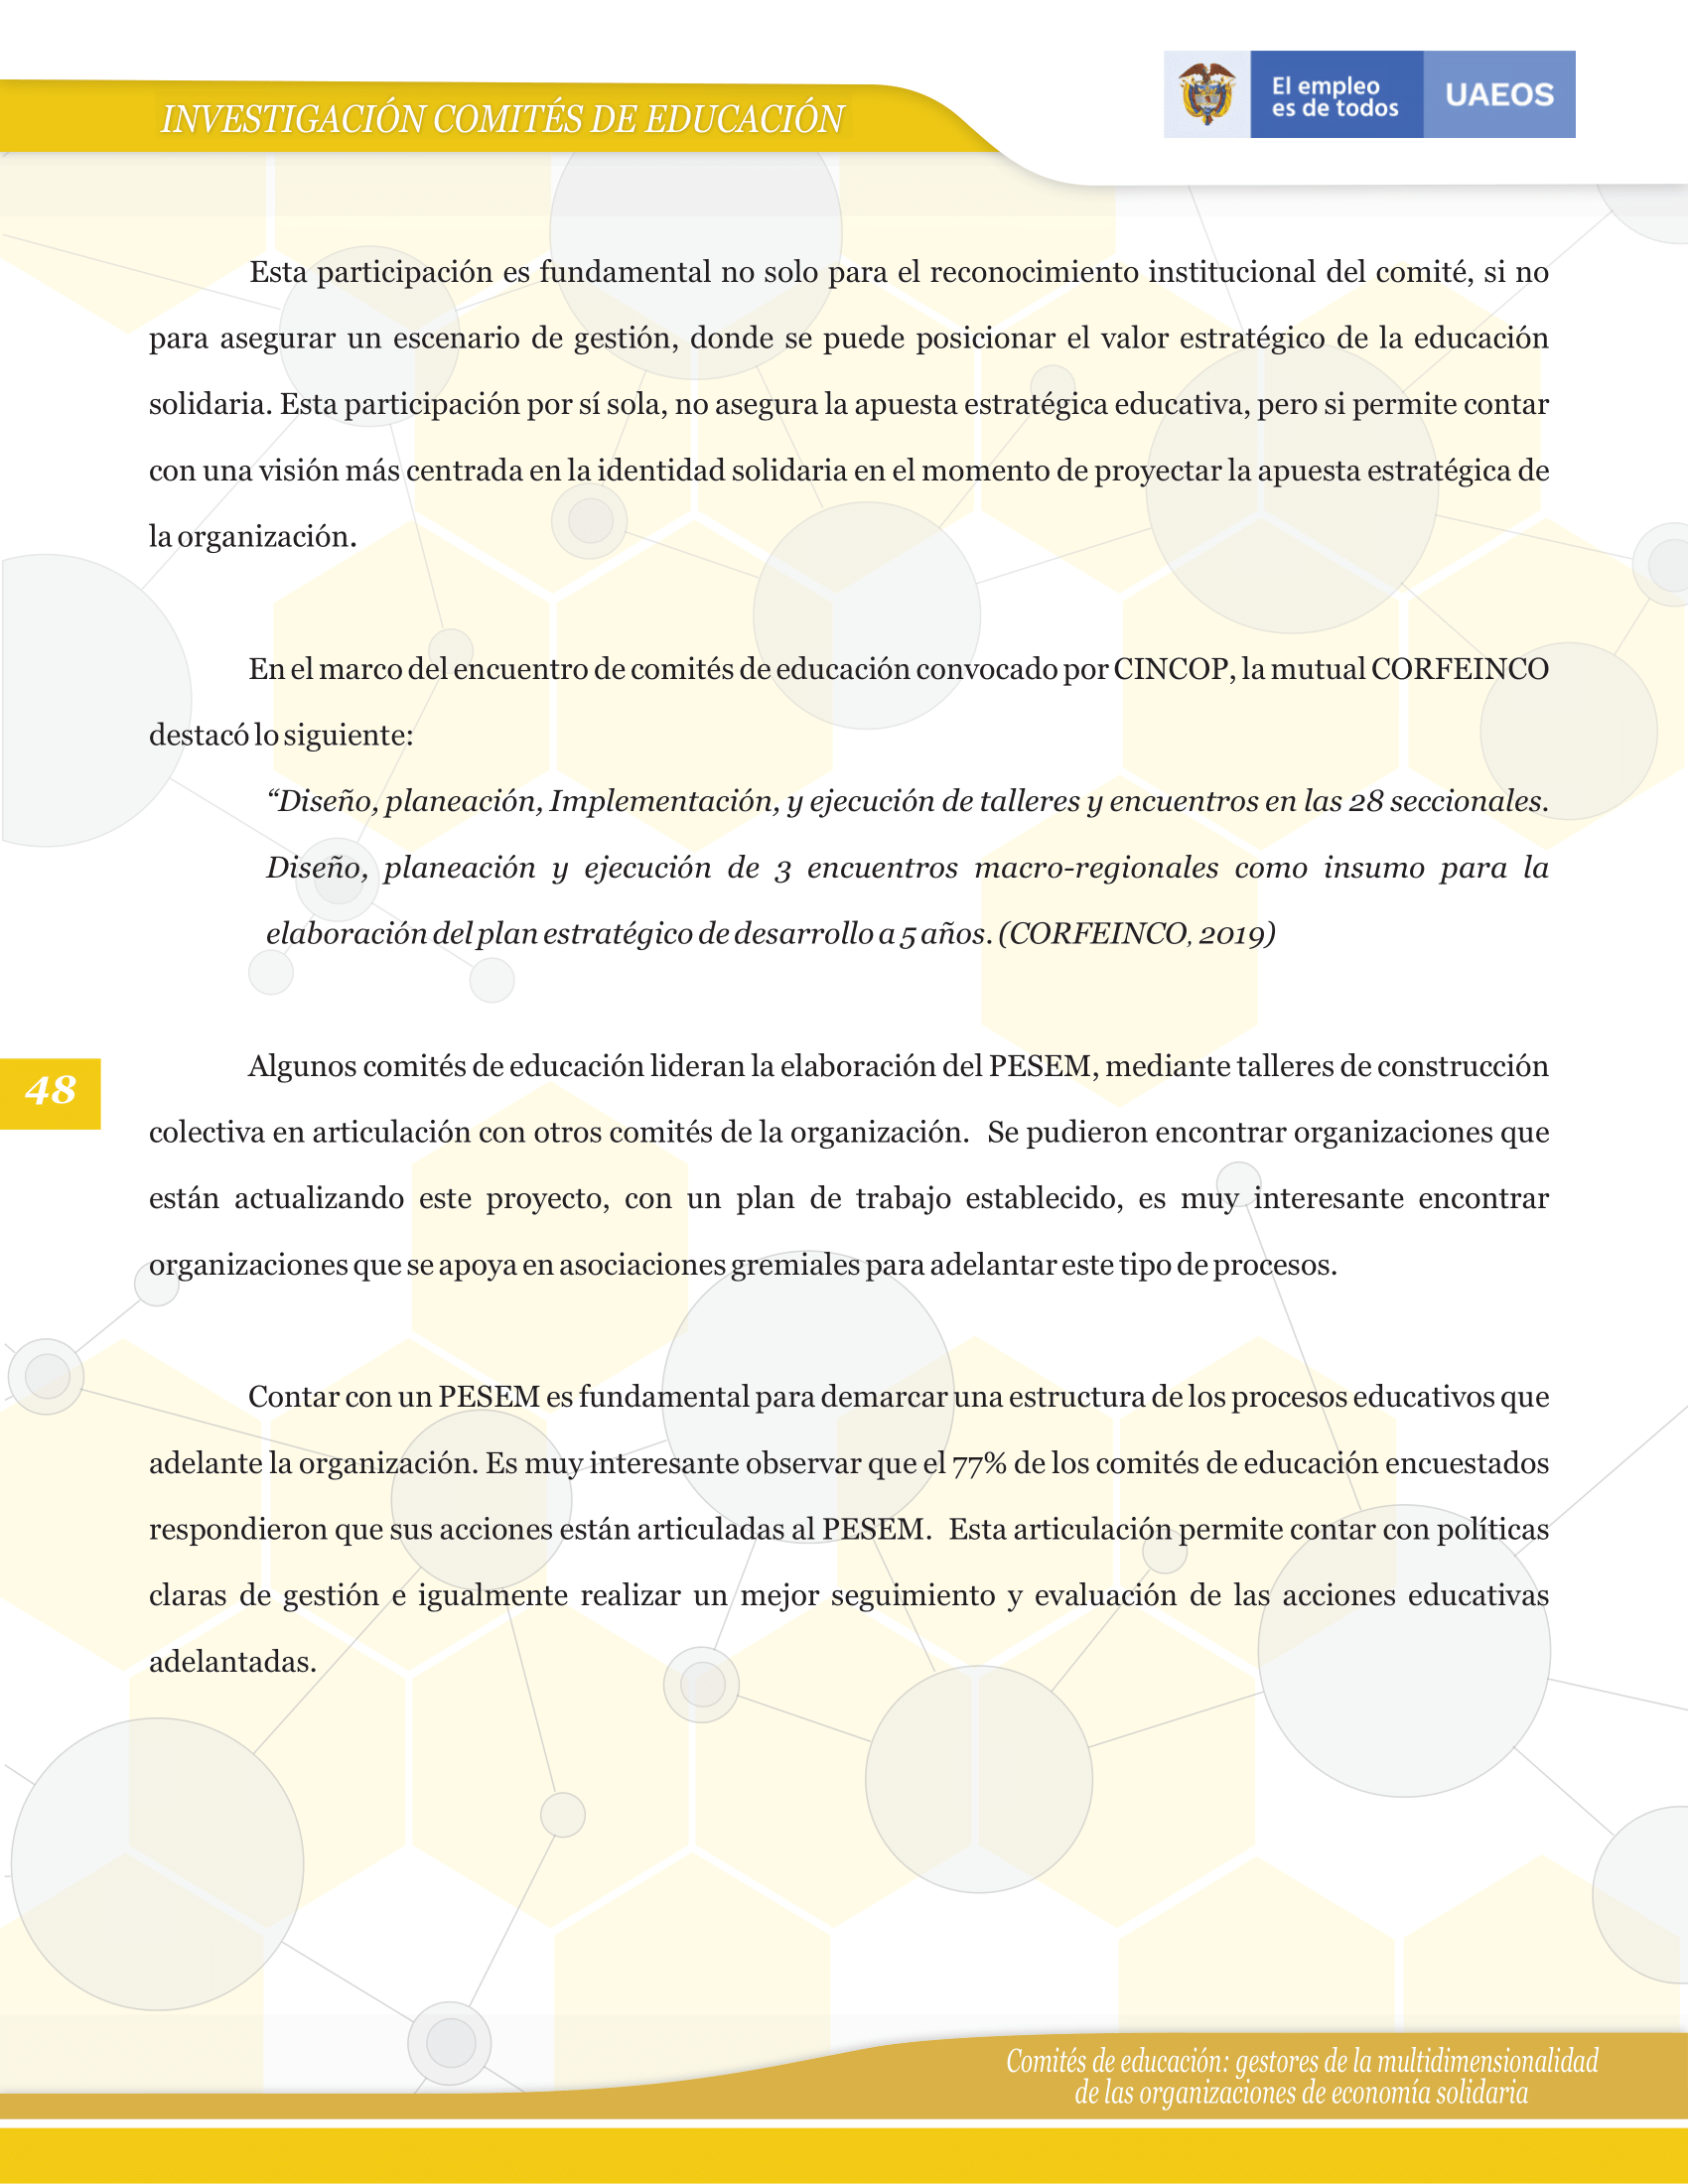 INVESTIGACIÓN COMITÉS DE EDUCACIÓN
El empleo
es de todos
UAEOS
Esta participación es fundamental no solo para el reconocimiento institucional del comité, si no
para asegurar un escenario de gestión, donde se puede posicionar el valor estratégico de la educación
solidaria. Esta participación por sí sola, no asegura la apuesta estratégica educativa, pero si permite contar
con una visión más centrada en la identidad solidaria en el momento de proyectar la apuesta estratégica de
la organización.
En el marco del encuentro de comités de educación convocado por CINCOP, la mutual CORFEINCO
destacó lo siguiente:
“Diseño, planeación, Implementación, y ejecución de talleres y encuentros en las 28 seccionales.
Diseño, planeación y ejecución de 3 encuentros macro-regionales como insumo para la
elaboración del plan estratégico de desarrollo a 5 años. (CORFEINCO, 2019)
Algunos comités de educación lideran la elaboración del PESEM, mediante talleres de construcción
colectiva en articulación con otros comités de la organización.  Se pudieron encontrar organizaciones que
están actualizando este proyecto, con un plan de trabajo establecido, es muy interesante encontrar
organizaciones que se apoya en asociaciones gremiales para adelantar este tipo de procesos.
48
Contar con un PESEM es fundamental para demarcar una estructura de los procesos educativos que
adelante la organización. Es muy interesante observar que el 77% de los comités de educación encuestados
respondieron que sus acciones están articuladas al PESEM.  Esta articulación permite contar con políticas
claras de gestión e igualmente realizar un mejor seguimiento y evaluación de las acciones educativas
adelantadas.
Comités de educación: gestores de la multidimensionalidad
de las organizaciones de economía solidaria